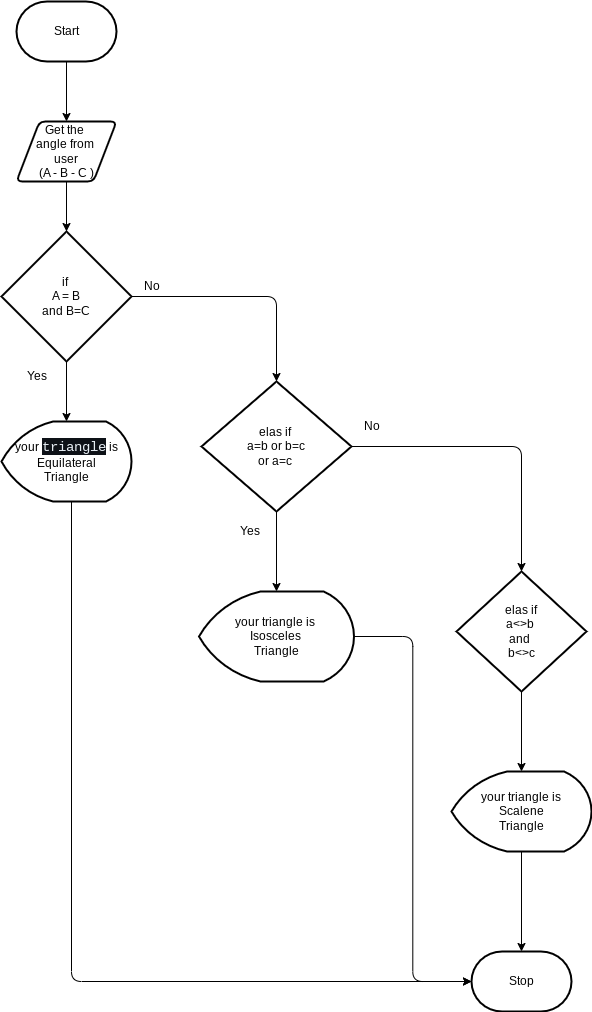 Start
Get the
angle from
user
(A - B - C )
if
A = B
and B=C
No
Yes
your triangle is
Equilateral
Triangle
elas if
a=b or b=c
or a=c
No
Yes
your triangle is
Isosceles
Triangle
elas if
a<>b
and
b<>c
your triangle is
Scalene
Triangle
Stop